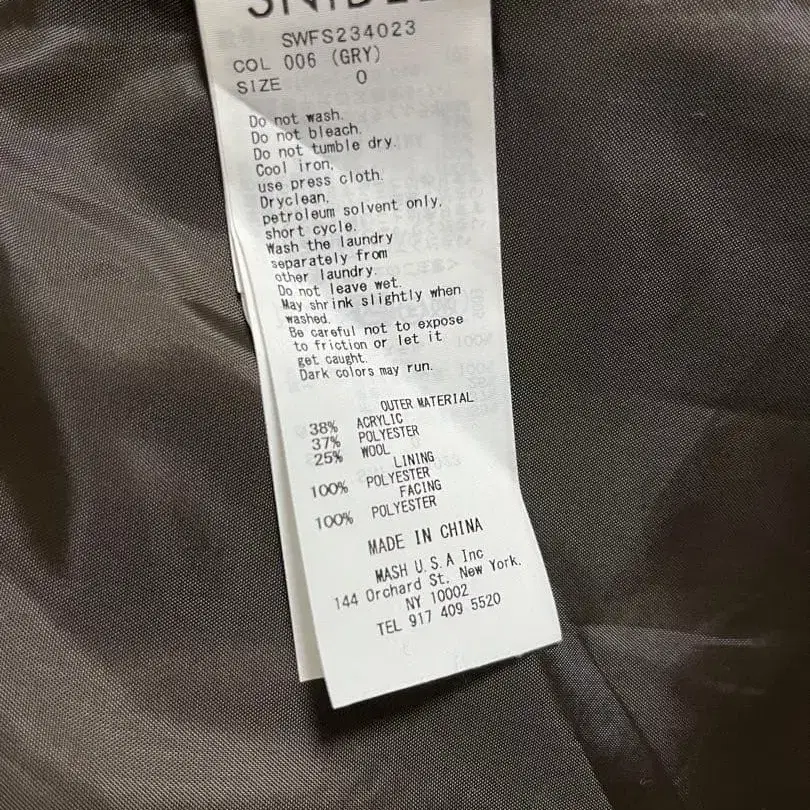 SNIDEL
SWFS234023
COL 006 (GRY)
SIZE 0
Do not wash.
Do not bleach.
Do not tumble dry.
Cool iron,
use press cloth.
Dryclean,
petroleum solvent only,
short cycle.
Wash the laundry
separately from
other laundry.
Do not leave wet.
May shrink slightly when
washed.
Be careful not to expose
to friction or let it
get caught.
Dark colors may run.
OUTER MATERIAL
38% ACRYLIC
37% POLYESTER
25% WOOL
LINING
100% POLYESTER
FACING
100% POLYESTER
MADE IN CHINA
MASH U.S.A Inc
144 Orchard St. New York.
NY 10002
TEL 917 409 5520